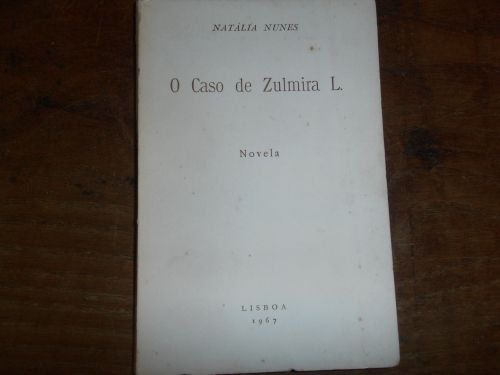 NATÁLIA NUNES
O Caso de Zulmira L.
Novela
LISBOA
1967